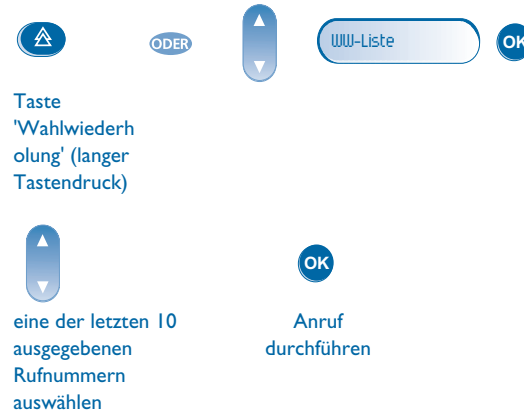 ODER
WW-Liste
OK
Taste
'Wahlwiederh
olung' (langer
Tastendruck)
OK
eine der letzten 10
ausgegebenen
Rufnummern
auswählen
Anruf
durchführen